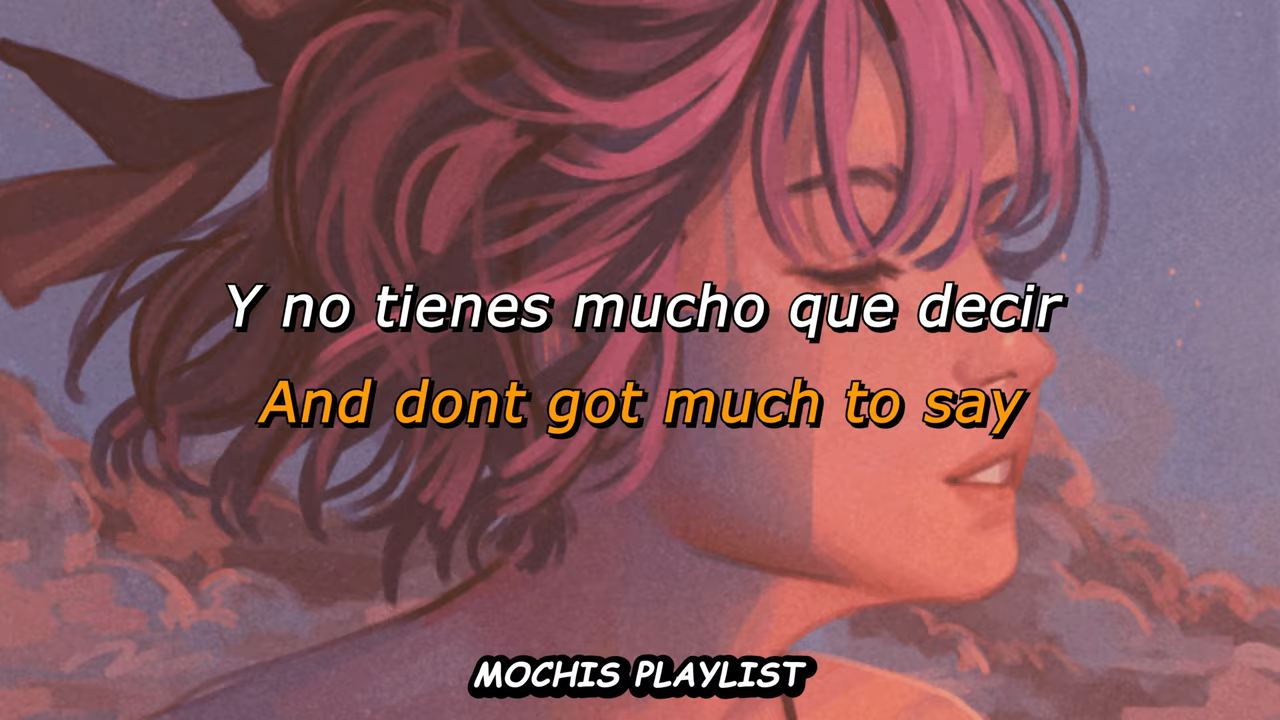 Y no tienes mucho que decir
And dont got much to say
MOCHIS PLAYLIST